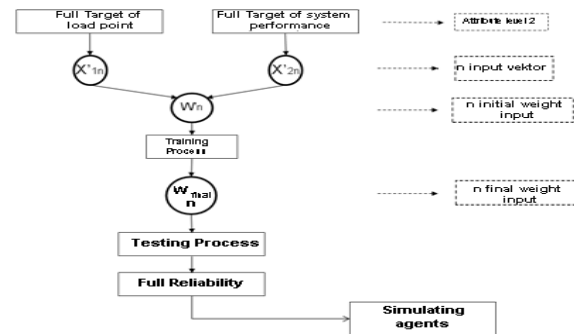 Full Target of
load point
Full Target of system
performance
Attribute level 2
X'1n
X'2n
n input vektor
Wn
n initial weight
input
Training
Process
W final
n
n final weight
input
Testing Process
Full Reliability
Simulating
agents